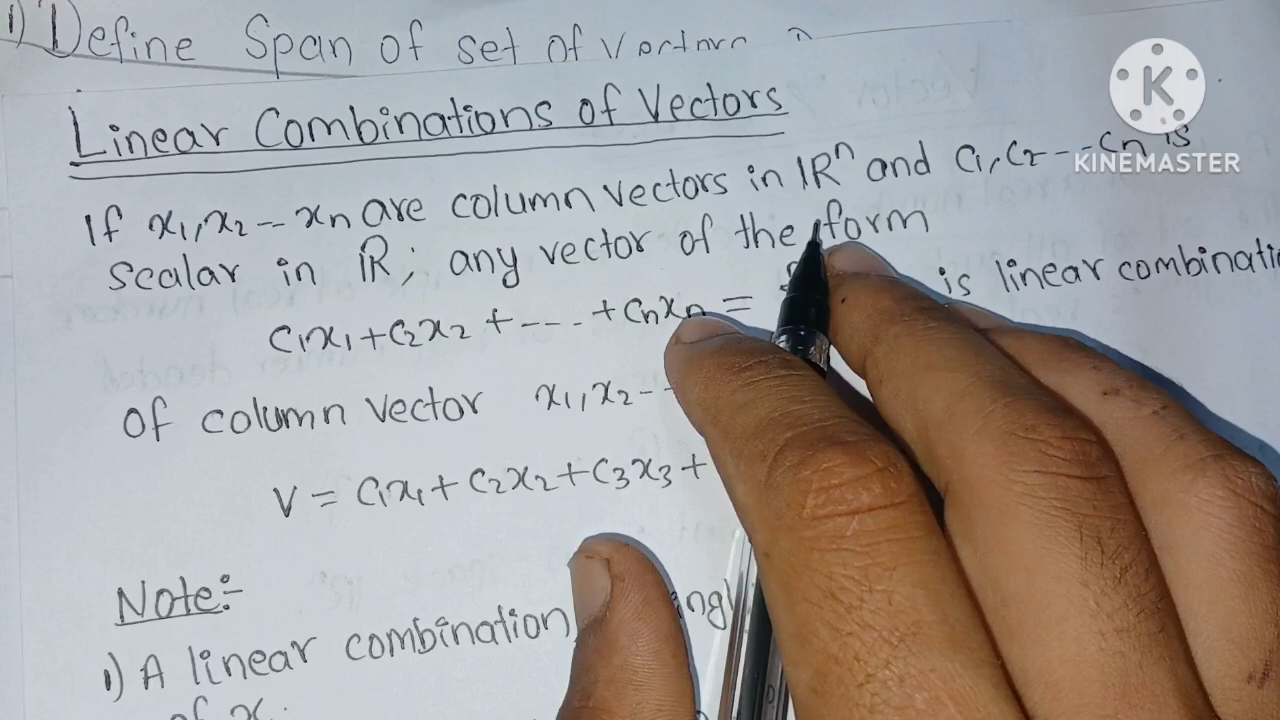 1) Define Span of set of
K
KINEMASTER
Linear Combinations of Vectors
If x₁, x₂ -- xₙ are column vectors in ℝⁿ and c₁, c₂ --- cₙ is
scalar in ℝ; any vector of the form
c₁x₁ + c₂x₂ + ---- + cₙxₙ = is linear combinati
of column vector x₁, x₂ --
V = c₁x₁ + c₂x₂ + c₃x₃ +
Note:-
1) A linear combination
of x.